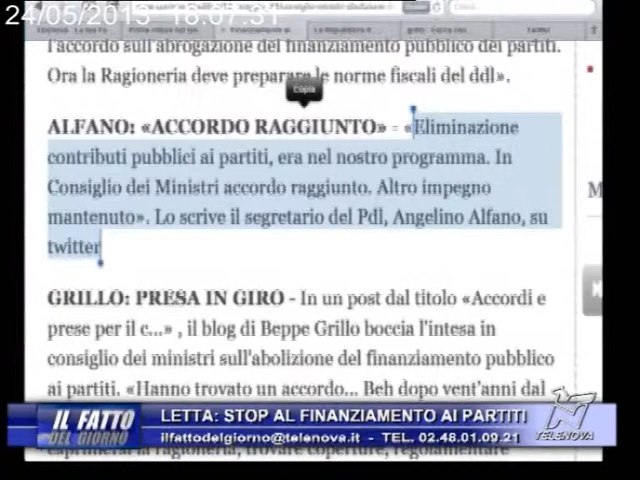 24/05/2013 18:07:31
l'accordo sull'abrogazione del finanziamento pubblico dei partiti.
Ora la Ragioneria deve preparare le norme fiscali del ddl».
Copia
ALFANO: «ACCORDO RAGGIUNTO» - «Eliminazione
contributi pubblici ai partiti, era nel nostro programma. In
Consiglio dei Ministri accordo raggiunto. Altro impegno
mantenuto». Lo scrive il segretario del Pdl, Angelino Alfano, su
twitter
M
GRILLO: PRESA IN GIRO - In un post dal titolo «Accordi e
prese per il c...» , il blog di Beppe Grillo boccia l'intesa in
consiglio dei ministri sull'abolizione del finanziamento pubblico
ai partiti. «Hanno trovato un accordo... Beh dopo vent'anni dal
IL FATTO
DEL GIORNO
LETTA: STOP AL FINANZIAMENTO AI PARTITI
ilfattodelgiorno@telenova.it - TEL. 02.48.01.09.21
TELENOVA
la ragioneria, trovare coperture, regolamentare